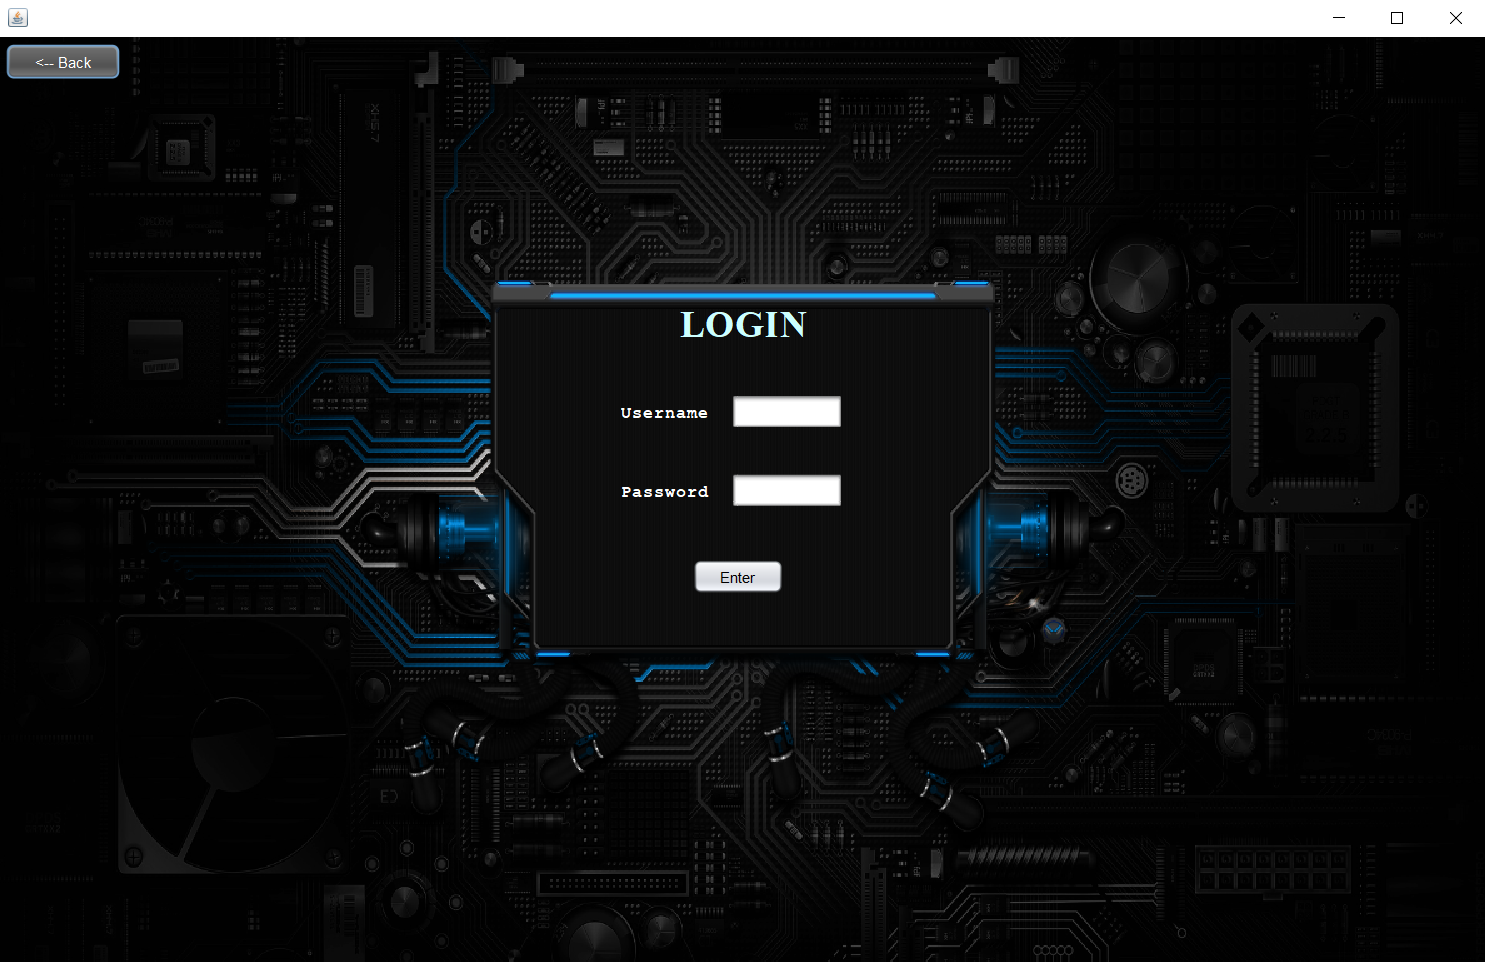 <-- Back
LOGIN
Username
Password
Enter